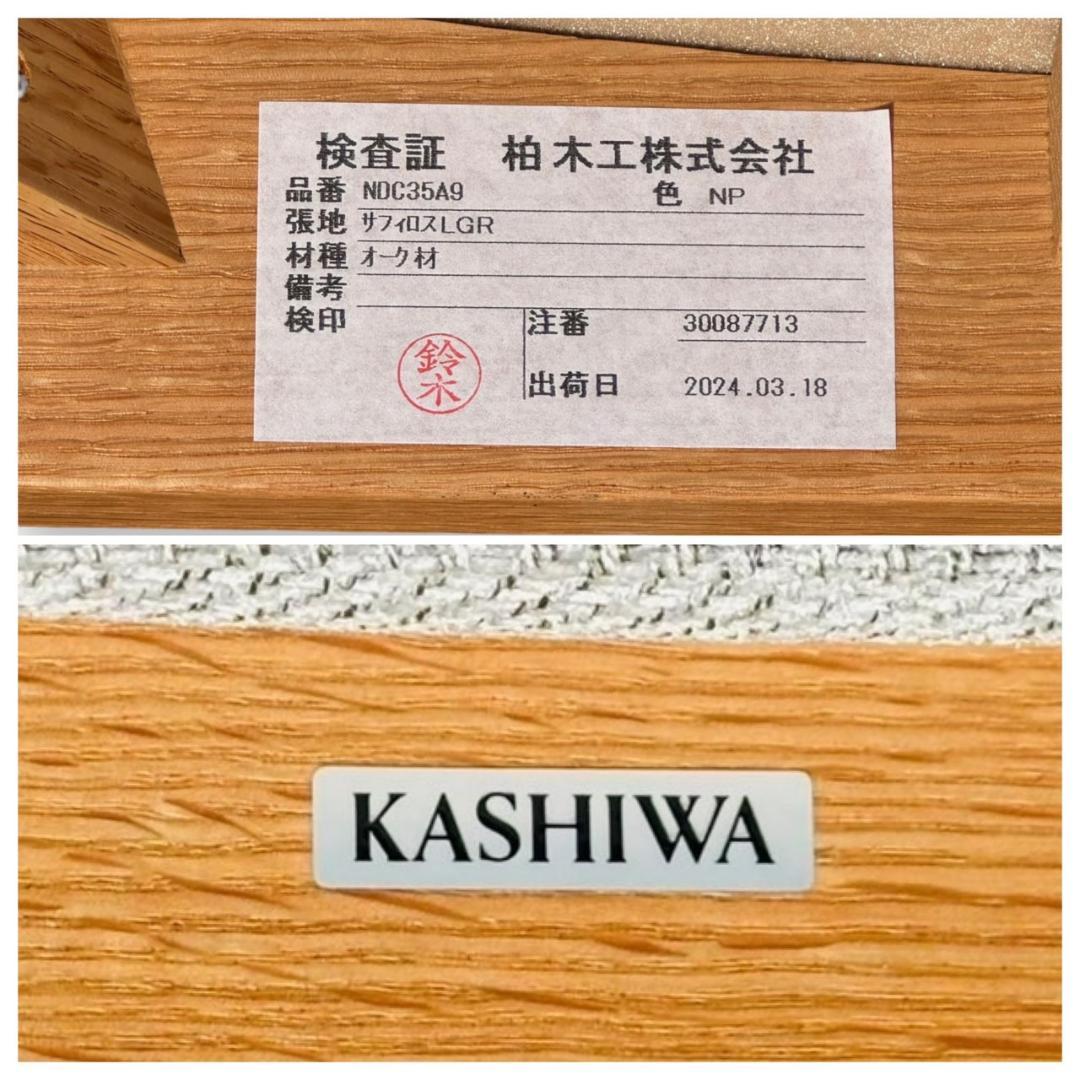 検査証 柏木工株式会社
品番 NDC35A9 色 NP
張地 サフィロスLGR
材種 オーク材
備考
検印 注番 30087713
鈴木
出荷日 2024.03.18
KASHIWA